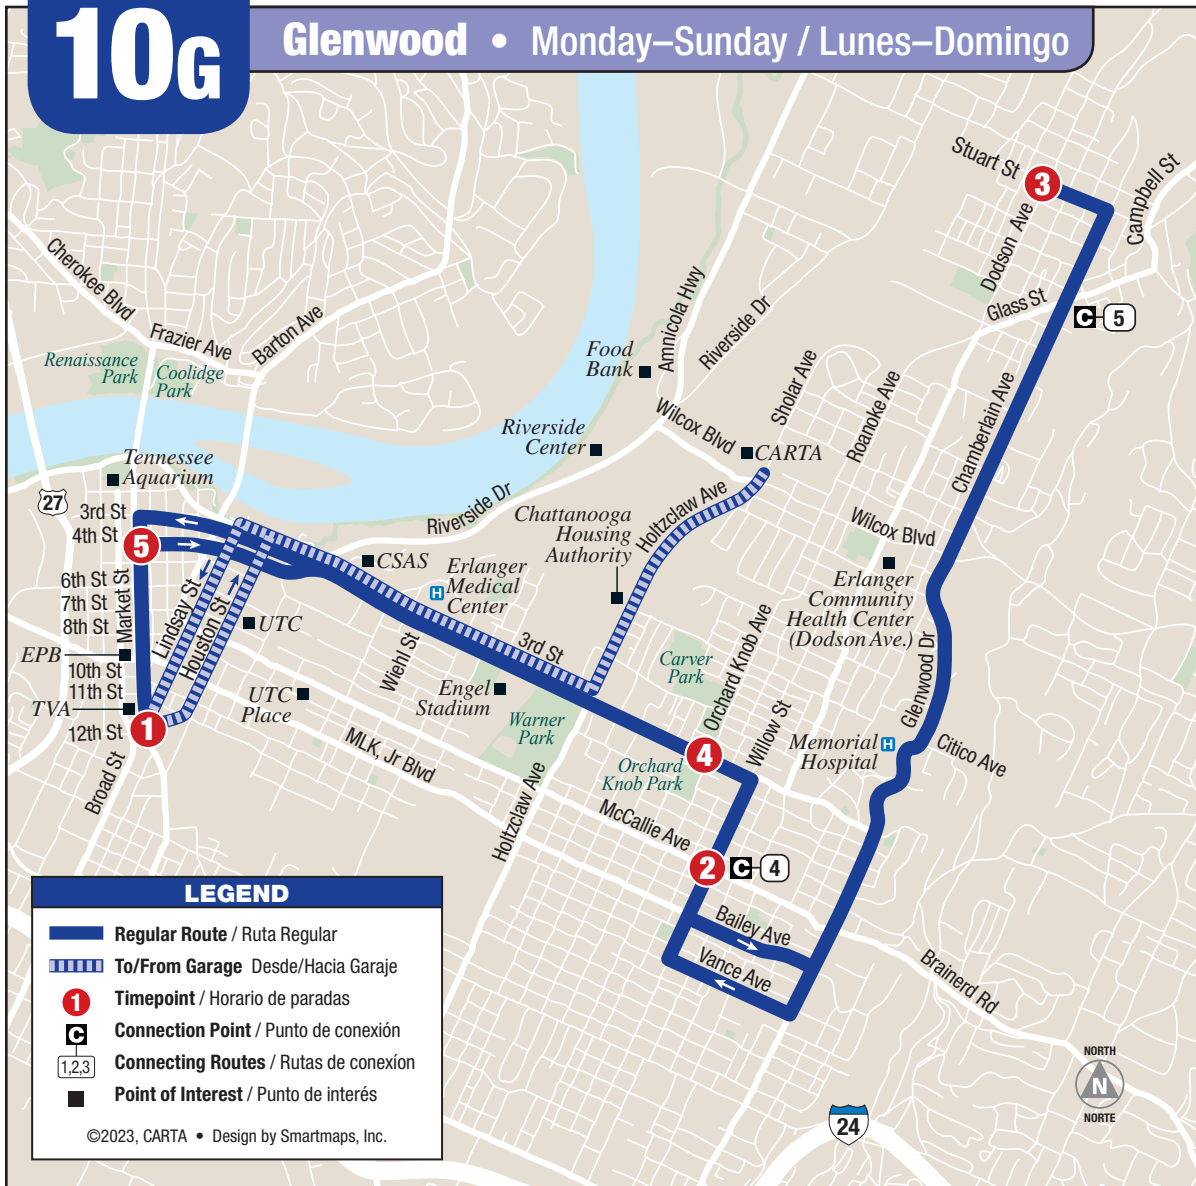 10G
Glenwood • Monday–Sunday / Lunes–Domingo
Stuart St
3
Campbell St
Dodson Ave
Glass St
C 5
Cherokee Blvd
Frazier Ave
Barton Ave
Renaissance
Park
Coolidge
Park
Amnicola Hwy
Riverside Dr
Food
Bank
Sholar Ave
Roanoke Ave
Chamberlain Ave
Wilcox Blvd
Riverside
Center
CARTA
Tennessee
Aquarium
27
Riverside Dr
Holtzclaw Ave
Chattanooga
Housing
Authority
Wilcox Blvd
3rd St
4th St
5
CSAS
Erlanger
Medical
Center
H
Erlanger
Community
Health Center
(Dodson Ave.)
6th St
7th St
8th St
Market St
Lindsay St
Houston St
UTC
EPB
10th St
11th St
TVA
12th St
1
Broad St
UTC
Place
Wiehl St
3rd St
Engel
Stadium
Warner
Park
Carver
Park
Orchard Knob Ave
Glenwood Dr
Willow St
4
Orchard
Knob Park
Memorial
Hospital
H
Citico Ave
MLK, Jr Blvd
Holtzclaw Ave
McCallie Ave
2
C 4
Bailey Ave
Vance Ave
Brainerd Rd
24
NORTH
N
NORTE
LEGEND
Regular Route / Ruta Regular
To/From Garage Desde/Hacia Garaje
1 Timepoint / Horario de paradas
C Connection Point / Punto de conexión
1,2,3 Connecting Routes / Rutas de conexíon
Point of Interest / Punto de interés
©2023, CARTA • Design by Smartmaps, Inc.